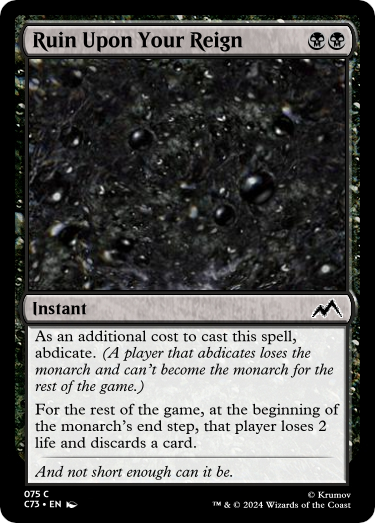 Ruin Upon Your Reign
Instant
As an additional cost to cast this spell,
abdicate. (A player that abdicates loses the
monarch and can't become the monarch for the
rest of the game.)
For the rest of the game, at the beginning of
the monarch's end step, that player loses 2
life and discards a card.
And not short enough can it be.
075 C
© Krumov
C73 • EN
™ & © 2024 Wizards of the Coast